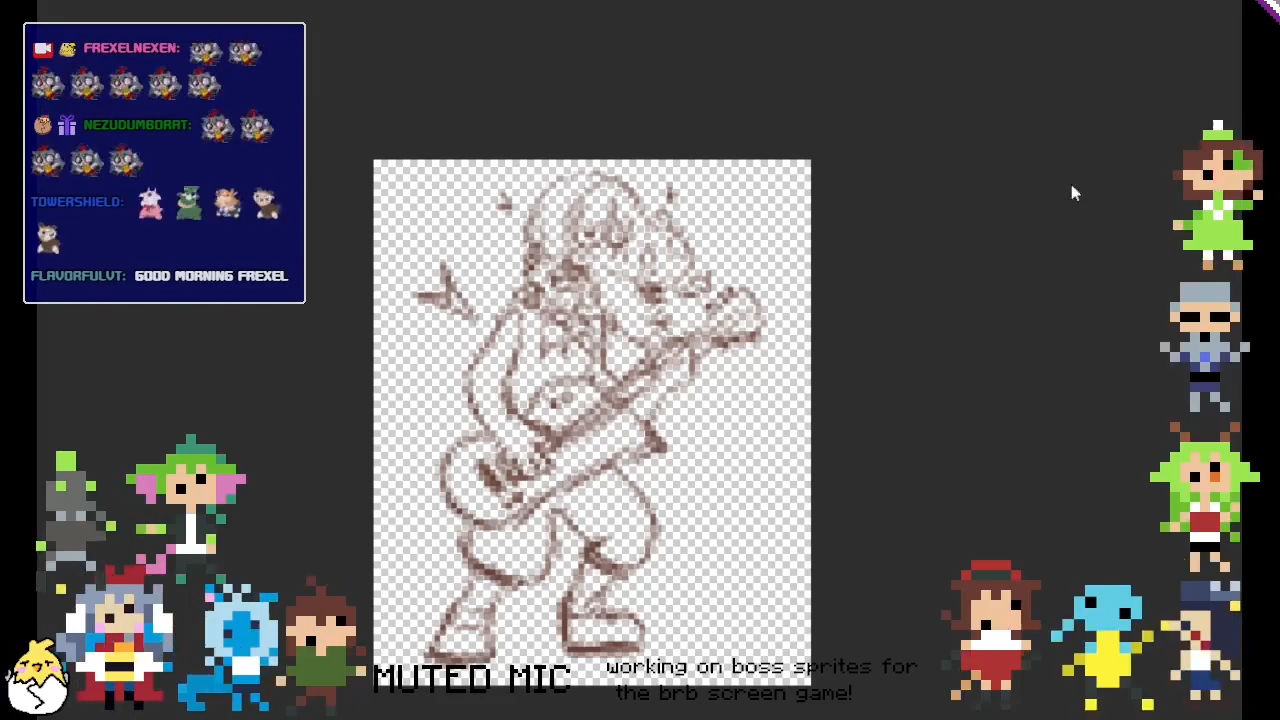 FREXELNEXEN:
NEZUDUMBORAT:
TOWERSHIELD:
FLAVORFULVT: GOOD MORNING FREXEL
MUTED MIC
working on boss sprites for
the brb screen game!